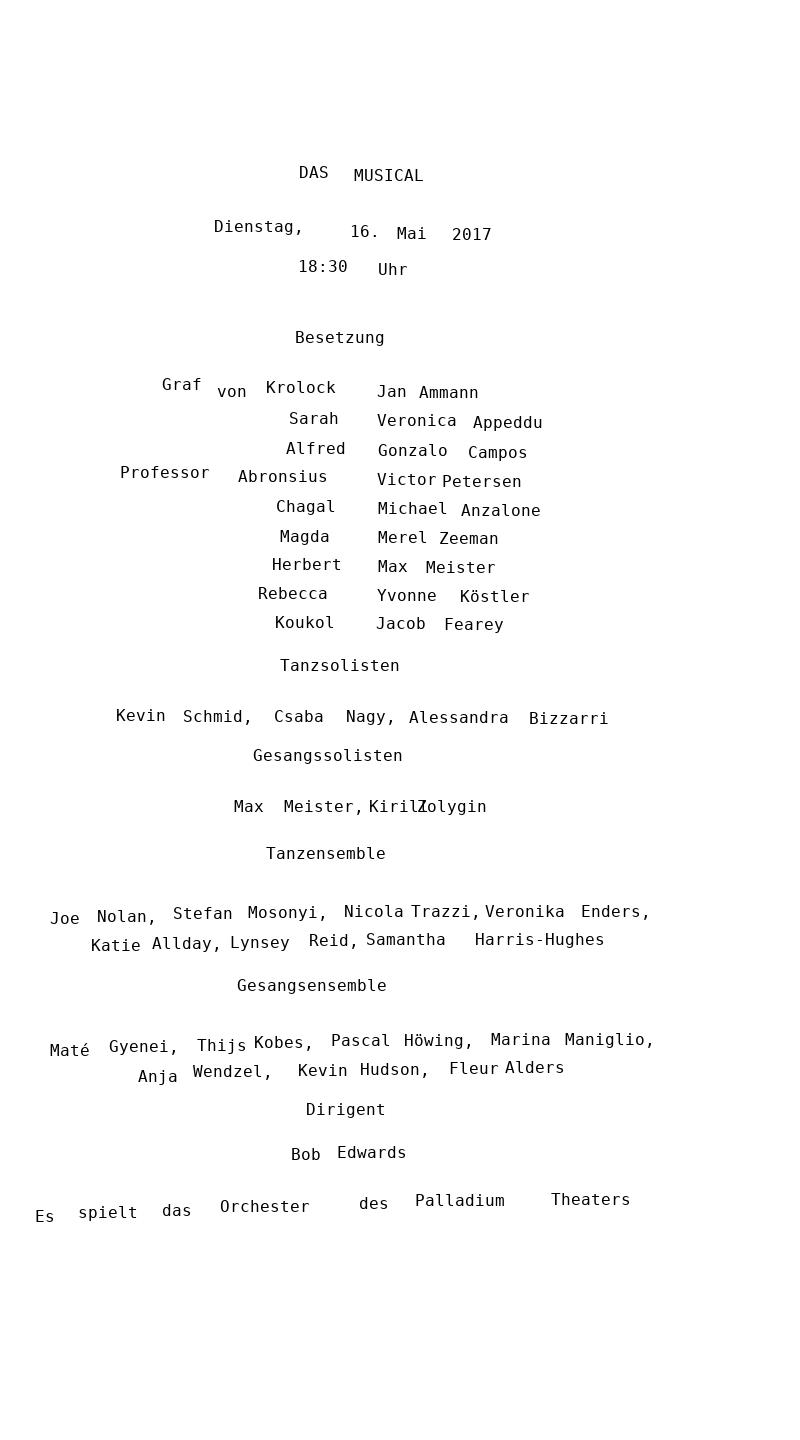 DAS MUSICAL
Dienstag, 16. Mai 2017
18:30 Uhr
Besetzung
Graf von Krolock Jan Ammann
Sarah Veronica Appeddu
Alfred Gonzalo Campos
Professor Abronsius Victor Petersen
Chagal Michael Anzalone
Magda Merel Zeeman
Herbert Max Meister
Rebecca Yvonne Köstler
Koukol Jacob Fearey
Tanzsolisten
Kevin Schmid, Csaba Nagy, Alessandra Bizzarri
Gesangssolisten
Max Meister, Kirill Zolygin
Tanzensemble
Joe Nolan, Stefan Mosonyi, Nicola Trazzi, Veronika Enders,
Katie Allday, Lynsey Reid, Samantha Harris-Hughes
Gesangsensemble
Maté Gyenei, Thijs Kobes, Pascal Höwing, Marina Maniglio,
Anja Wendzel, Kevin Hudson, Fleur Alders
Dirigent
Bob Edwards
Es spielt das Orchester des Palladium Theaters